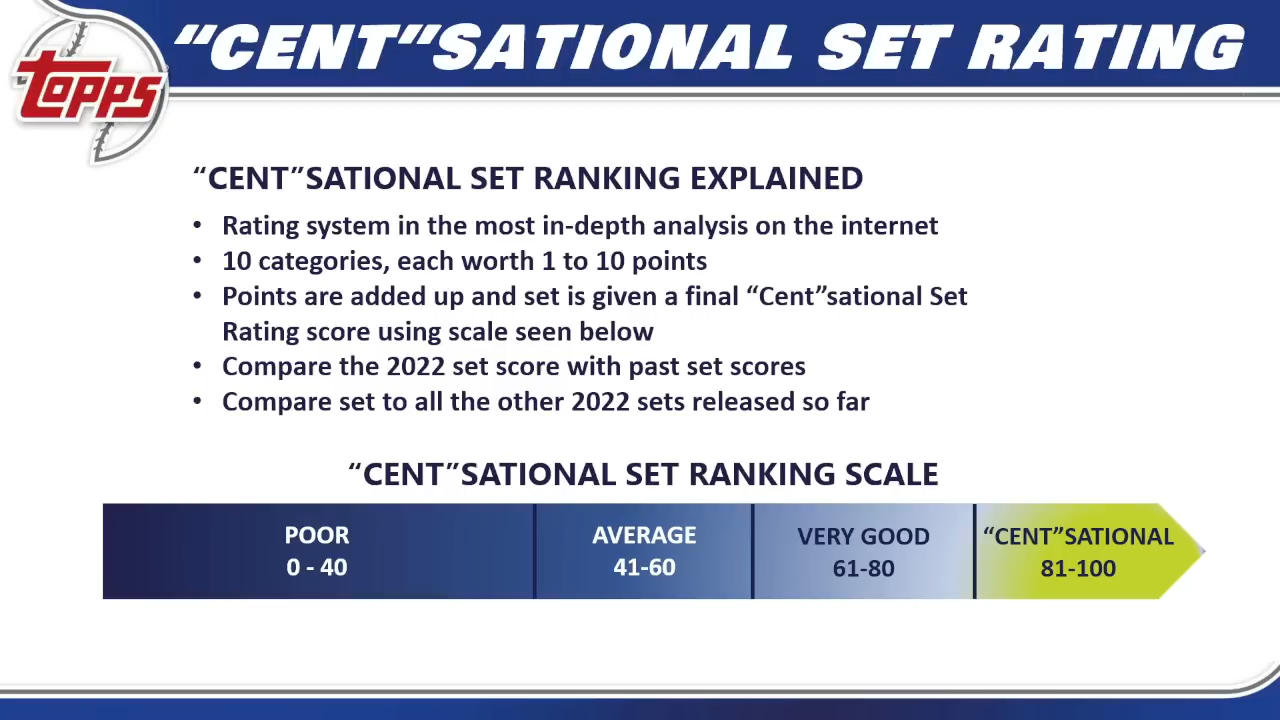 “CENT”SATIONAL SET RATING
TOPPS
“CENT”SATIONAL SET RANKING EXPLAINED
• Rating system in the most in-depth analysis on the internet
• 10 categories, each worth 1 to 10 points
• Points are added up and set is given a final “Cent”sational Set
Rating score using scale seen below
• Compare the 2022 set score with past set scores
• Compare set to all the other 2022 sets released so far
“CENT”SATIONAL SET RANKING SCALE
POOR
0 - 40
AVERAGE
41-60
VERY GOOD
61-80
“CENT”SATIONAL
81-100